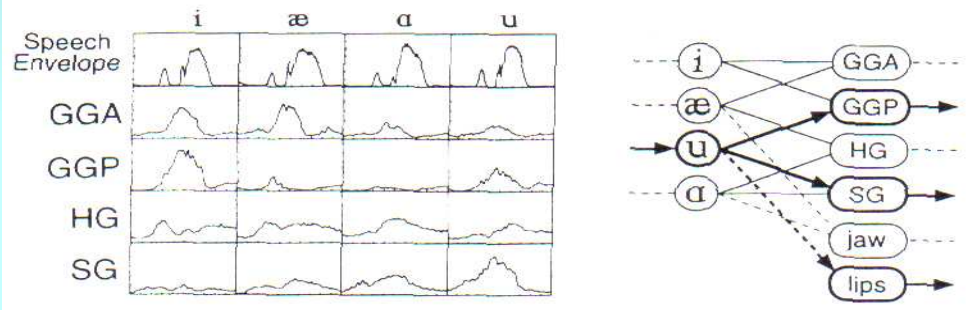 i æ ɑ u
Speech
Envelope
GGA
GGP
HG
SG
i
æ
u
ɑ
GGA
GGP
HG
SG
jaw
lips